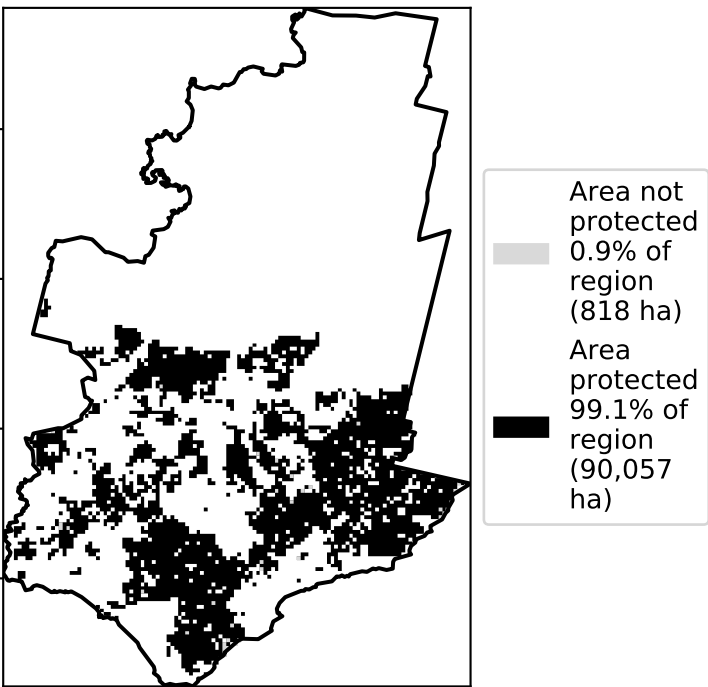 Area not
protected
0.9% of
region
(818 ha)
Area
protected
99.1% of
region
(90,057
ha)